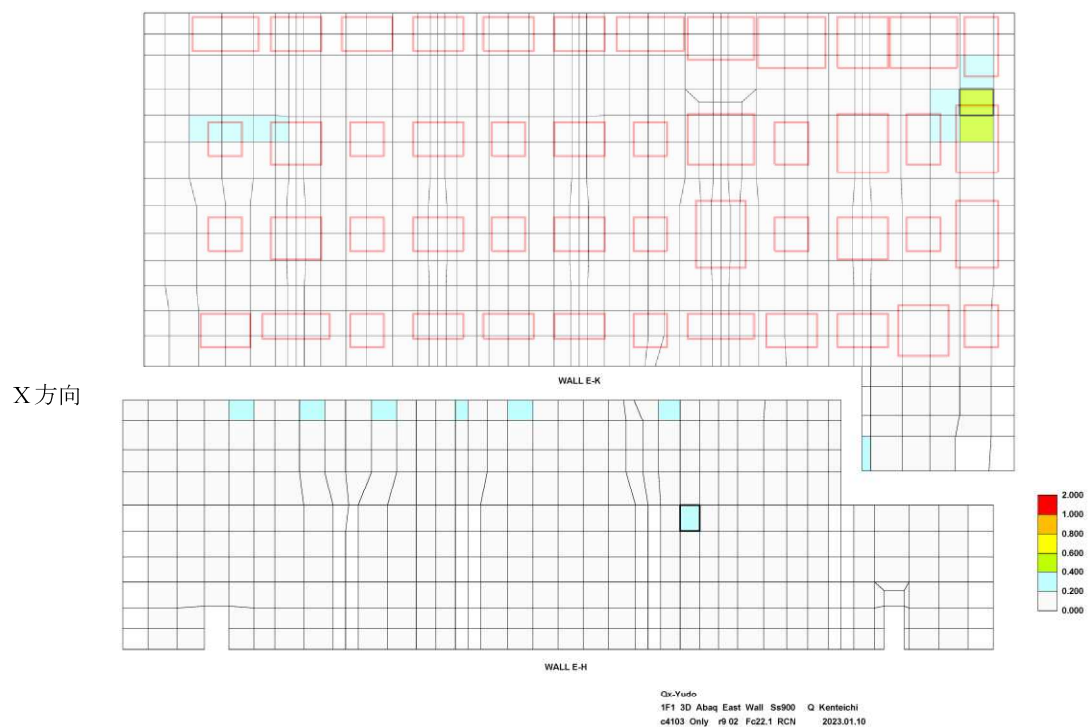 WALL E-K
X方向
2.000
1.000
0.800
0.600
0.400
0.200
0.000
WALL E-H
Qx-Yudo
1F1 3D Abaq East Wall Ss900 Q Kenteichi
c4103 Only r9 02 Fc22.1 RCN 2023.01.10